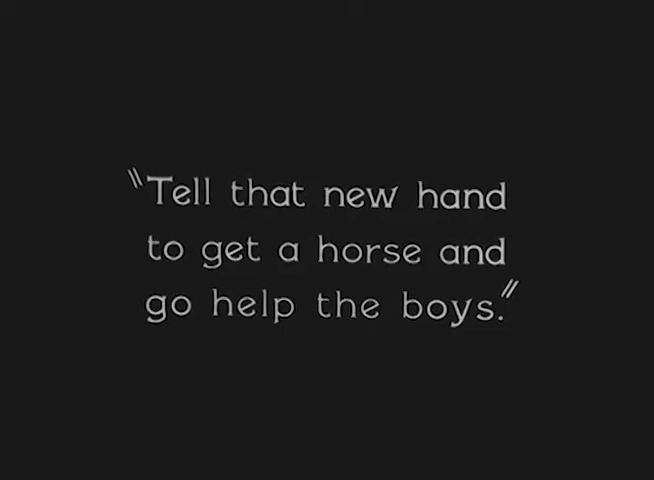 "Tell that new hand
to get a horse and
go help the boys."